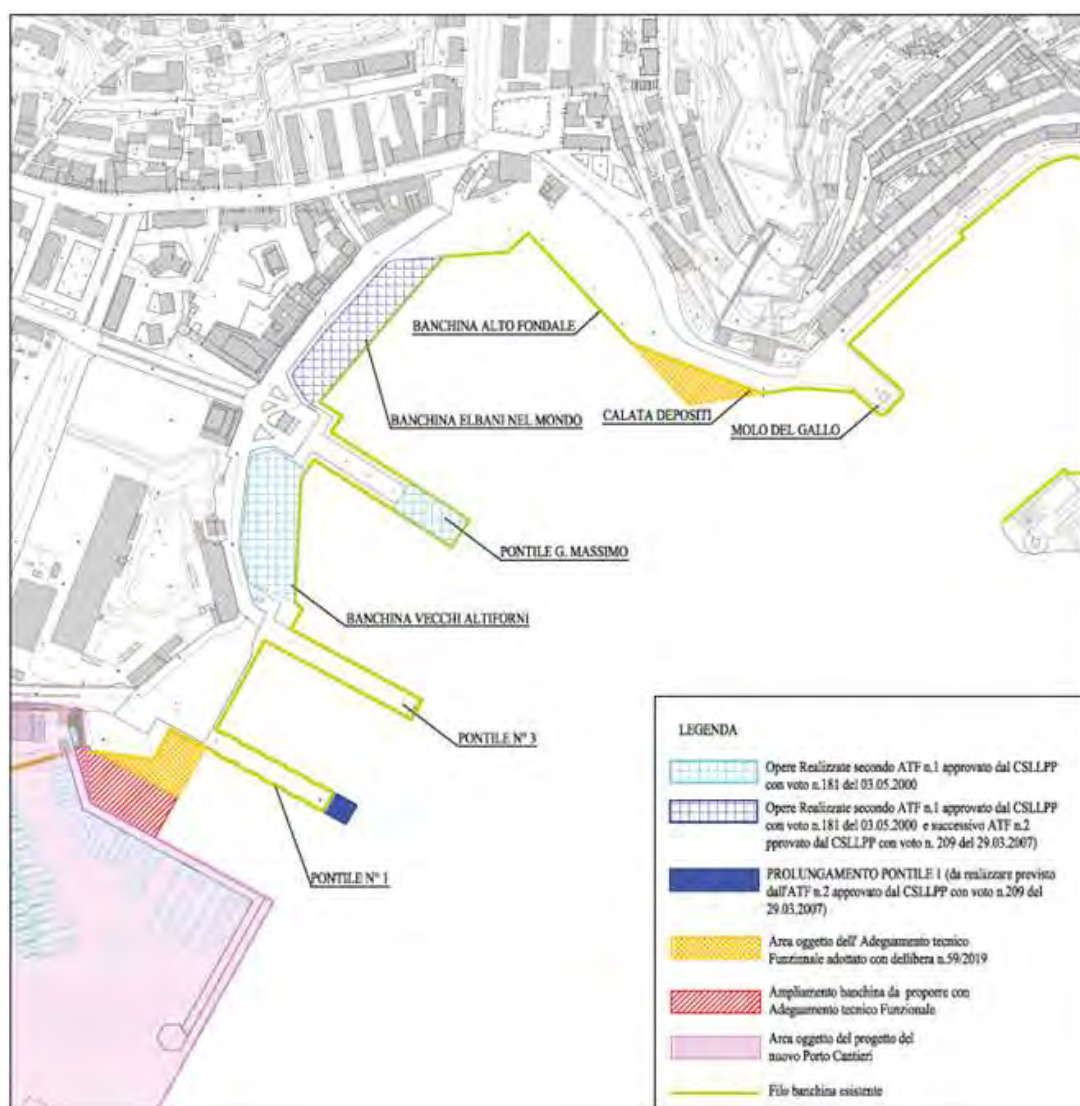 BANCHINA ALTO FONDALE
CALATA DEPOSITI
BANCHINA ELBANI NEL MONDO
MOLO DEL GALLO
PONTILE G. MASSIMO
BANCHINA VECCHI ALTIFORNI
PONTILE N° 3
PONTILE N° 1
LEGENDA
Opere Realizzate secondo ATF n.1 approvato dal CSLLPP
con voto n.181 del 03.05.2000
Opere Realizzate secondo ATF n.1 approvato dal CSLLPP
con voto n.181 del 03.05.2000 e successivo ATF n.2
pprovato dal CSLLPP con voto n. 209 del 29.03.2007)
PROLUNGAMENTO PONTILE 1 (da realizzare previsto
dall'ATF n.2 approvato dal CSLLPP con voto n.209 del
29.03.2007)
Area oggetto dell' Adeguamento tecnico
Funzinnale adottato con dellibera n.59/2019
Ampliamento banchina da proporre con
Adeguamento tecnico Funzionale
Area oggetto del progetto del
nuovo Porto Cantieri
Filo banchina esistente